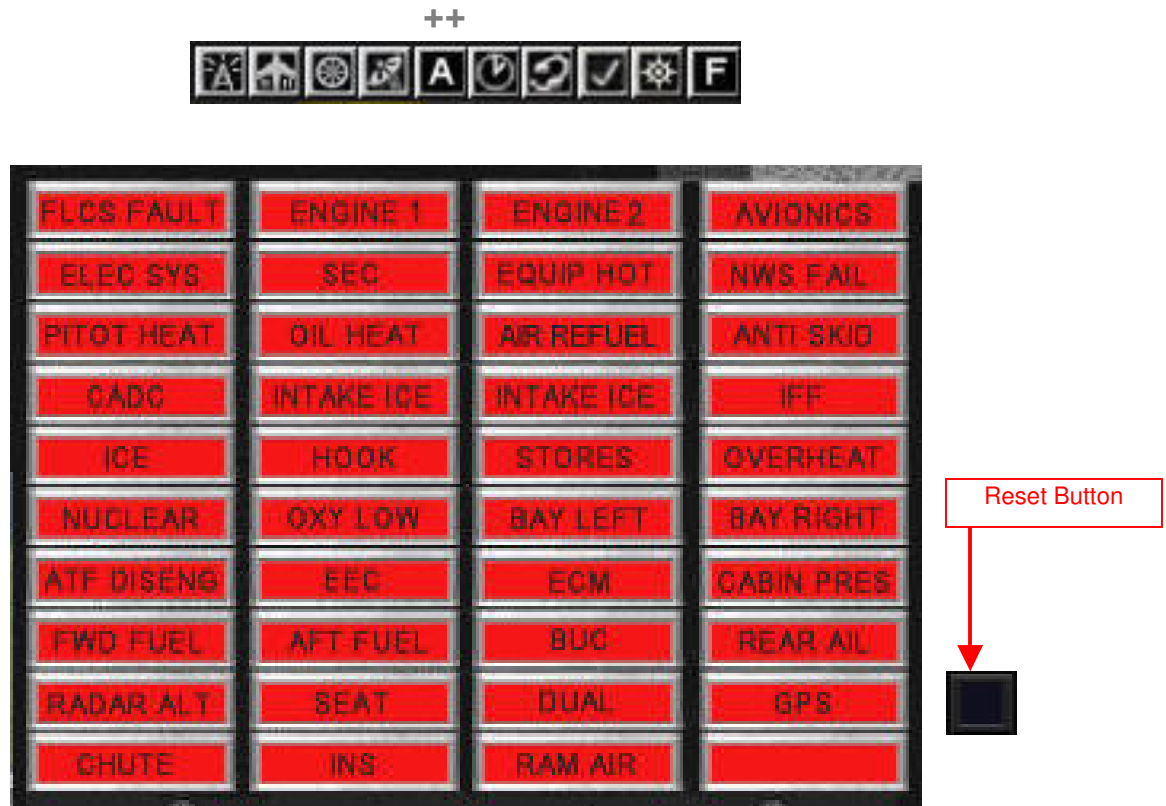 ++
A F
FLCS FAULT ENGINE 1 ENGINE 2 AVIONICS
ELEC SYS SEC EQUIP HOT NWS FAIL
PITOT HEAT OIL HEAT AIR REFUEL ANTI SKID
CADC INTAKE ICE INTAKE ICE IFF
ICE HOOK STORES OVERHEAT
Reset Button
NUCLEAR OXY LOW BAY LEFT BAY RIGHT
ATF DISENG EEC ECM CABIN PRES
FWD FUEL AFT FUEL BUC REAR AIL
RADAR ALT SEAT DUAL GPS
CHUTE INS RAM AIR